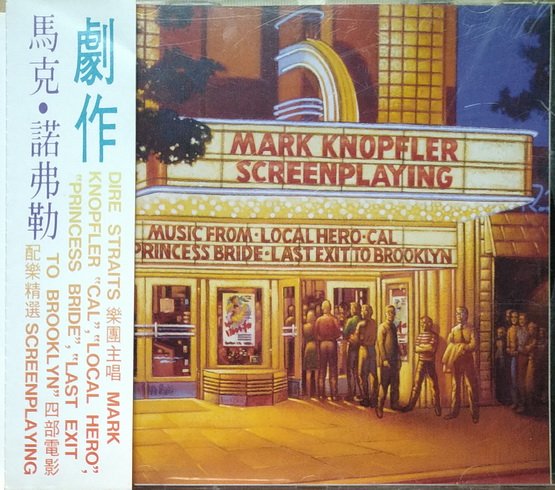 劇作
馬克・諾弗勒
DIRE STRAITS 樂團主唱 MARK
KNOPFLER "CAL", "LOCAL HERO",
"PRINCESS BRIDE", "LAST EXIT
TO BROOKLYN" 四部電影
配樂精選 SCREENPLAYING
MARK KNOPFLER
SCREENPLAYING
MUSIC FROM · LOCAL HERO · CAL
PRINCESS BRIDE · LAST EXIT TO BROOKLYN